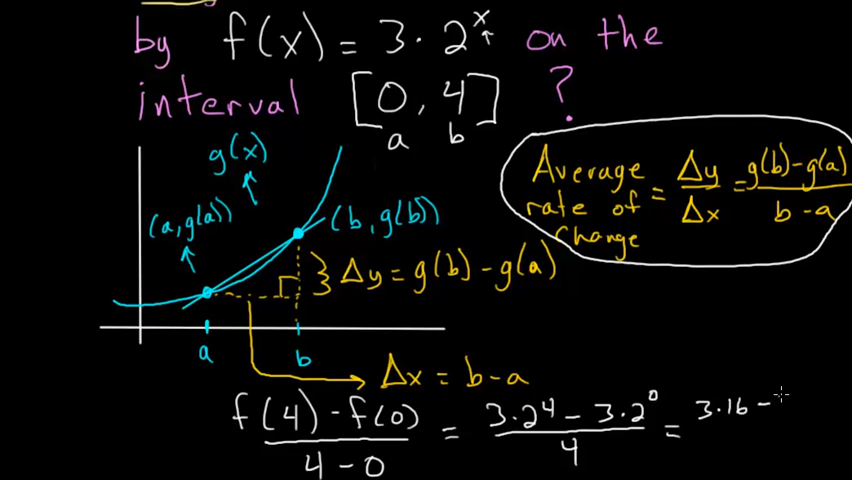 by f(x) = 3·2^x on the
interval [0, 4] ?
a b
g(x)
(a, g(a))
(b, g(b))
Average rate of Change = Δy/Δx = g(b)-g(a)/b-a
} Δy = g(b) - g(a)
a b
Δx = b-a
f(4) - f(0)/4 - 0 = 3·2^4 - 3·2^0/4 = 3·16 -